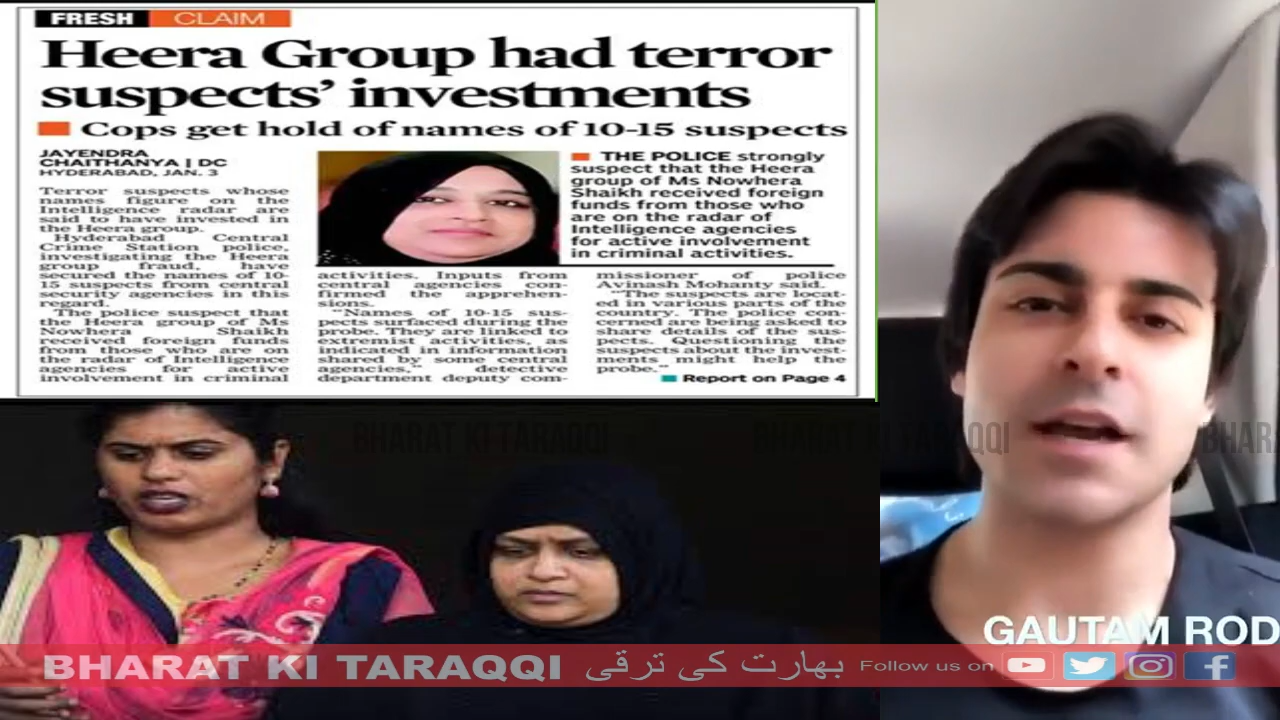 FRESH CLAIM
Heera Group had terror
suspects’ investments
Cops get hold of names of 10-15 suspects
JAYENDRA
CHAITHANYA | DC
HYDERABAD, JAN. 3
Terror suspects whose
names figure on the
Intelligence radar are
said to have invested in
the Heera group.
Hyderabad Central
Crime Station police,
investigating the Heera
group fraud, have
secured the names of 10-
15 suspects from central
security agencies in this
regard.
The police suspect that
the Heera group of Ms
Nowhera Shaikh
received foreign funds
from those who are on
the radar of Intelligence
agencies for active
involvement in criminal
THE POLICE strongly
suspect that the Heera
group of Ms Nowhera
Shaikh received foreign
funds from those who
are on the radar of
Intelligence agencies
for active involvement
in criminal activities.
activities. Inputs from
central agencies con-
firmed the apprehen-
sions.
“Names of 10-15 sus-
pects surfaced during the
probe. They are linked to
extremist activities, as
indicated in information
shared by some central
agencies,” detective
department deputy com-
missioner of police
Avinash Mohanty said.
“The suspects are locat-
ed in various parts of the
country. The police con-
cerned are being asked to
share details of the sus-
pects. Questioning the
suspects about the invest-
ments might help the
probe.”
Report on Page 4
BHARAT KI TARAQQI BHARAT KI TARAQQI BHAR
GAUTAM ROD
BHARAT KI TARAQQI بھارت کی ترقی Follow us on